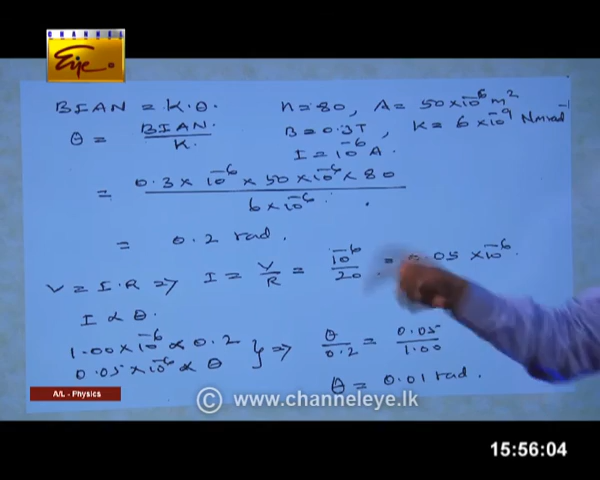 CHANNEL
Eye
BIAN = K.θ. n = 80, A = 50×10⁻⁶ m²
θ = BIAN/K. B = 0.3T, K = 6×10⁻⁹ Nmrad⁻¹
I = 10⁻⁶ A.
= 0.3 × 10⁻⁶ × 50 × 10⁻⁶ × 80 / 6×10⁻⁶
= 0.2 rad.
V = I.R => I = V/R = 10⁻⁶/20 = 0.05 × 10⁻⁶.
I ∝ θ.
1.00×10⁻⁶ ∝ 0.2
0.05×10⁻⁶ ∝ θ } => θ/0.2 = 0.05/1.00
θ = 0.01 rad.
A/L - Physics
© www.channeleye.lk
15:56:04